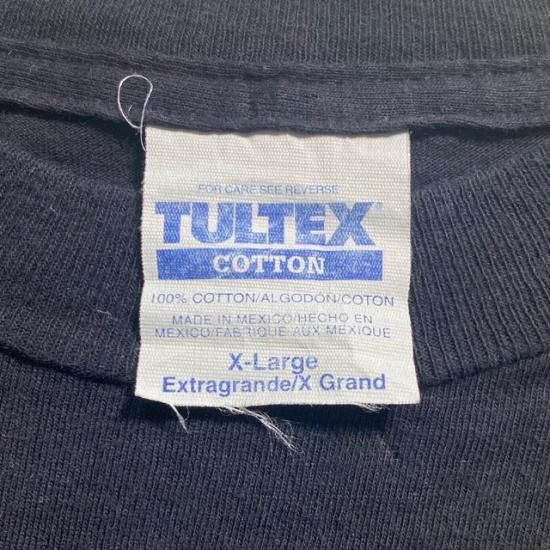 FOR CARE SEE REVERSE
TULTEX®
COTTON
100% COTTON/ALGODÓN/COTON
MADE IN MEXICO/HECHO EN
MEXICO/FABRIQUE AUX MEXIQUE
X-Large
Extragrande/X Grand